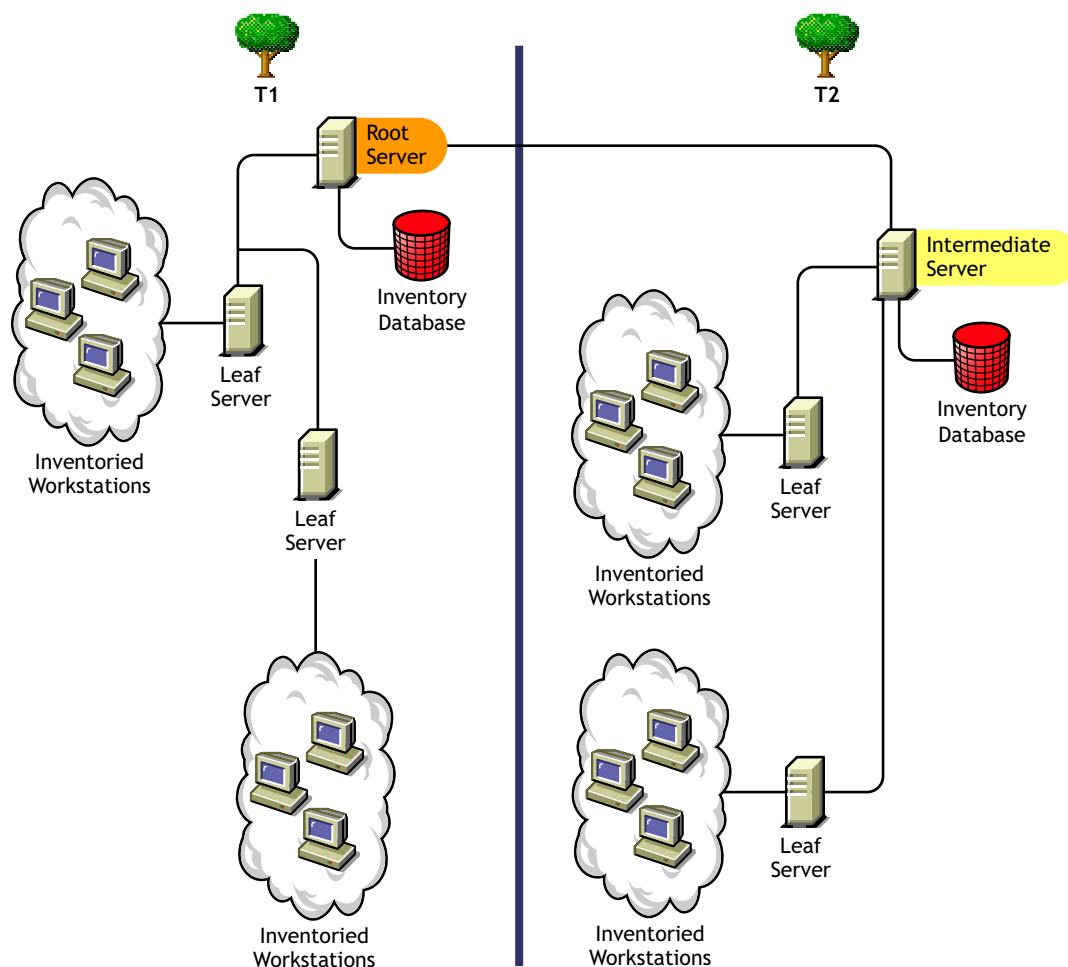 T1
T2
Root
Server
Intermediate
Server
Inventory
Database
Leaf
Server
Inventoried
Workstations
Inventory
Database
Leaf
Server
Leaf
Server
Inventoried
Workstations
Leaf
Server
Inventoried
Workstations
Inventoried
Workstations